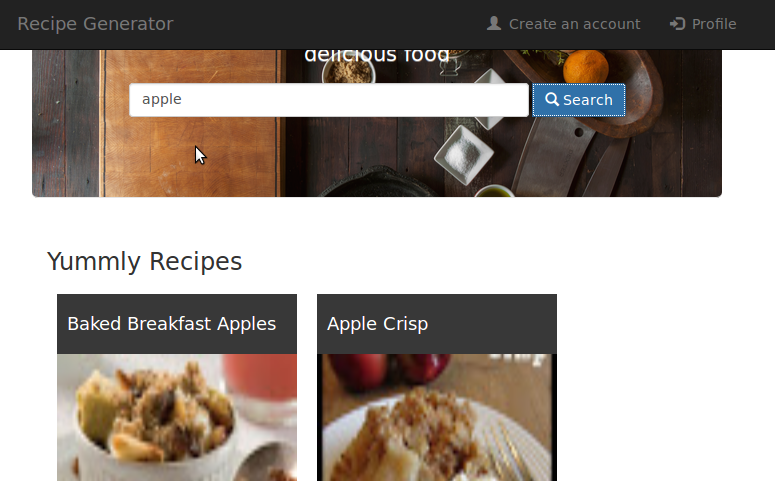 Recipe Generator
Create an account
Profile
delicious food
apple
Search
Yummly Recipes
Baked Breakfast Apples
Apple Crisp